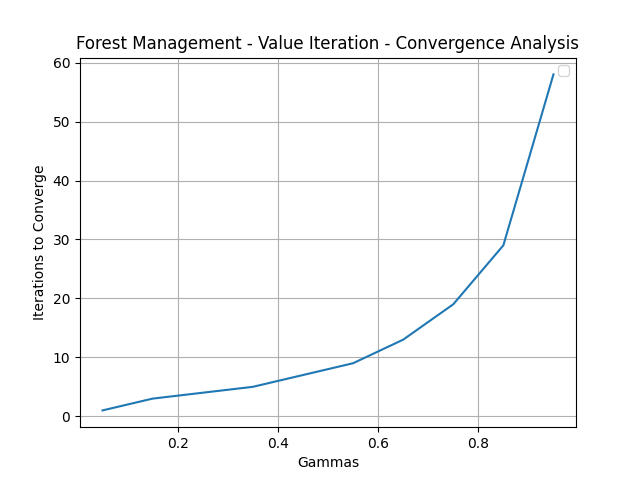 Forest Management - Value Iteration - Convergence Analysis
60
50
40
30
20
10
0
Iterations to Converge
0.2 0.4 0.6 0.8
Gammas